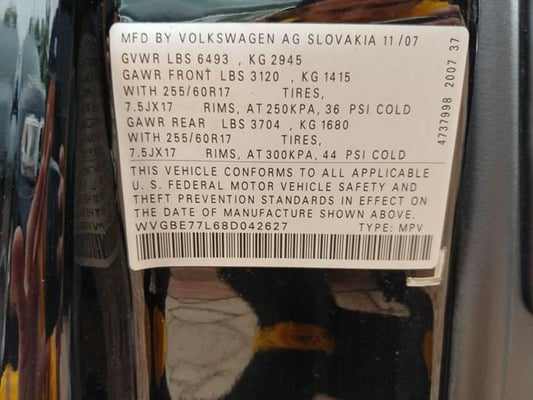 MFD BY VOLKSWAGEN AG SLOVAKIA 11/07
GVWR LBS 6493 , KG 2945
GAWR FRONT LBS 3120 , KG 1415
WITH 255/60R17 TIRES,
7.5JX17 RIMS, AT 250KPA, 36 PSI COLD
GAWR REAR LBS 3704 , KG 1680
WITH 255/60R17 TIRES,
7.5JX17 RIMS, AT 300KPA, 44 PSI COLD
THIS VEHICLE CONFORMS TO ALL APPLICABLE
U. S. FEDERAL MOTOR VEHICLE SAFETY AND
THEFT PREVENTION STANDARDS IN EFFECT ON
THE DATE OF MANUFACTURE SHOWN ABOVE.
WVGBE77L68D042627 TYPE: MPV
4737998 2007 37